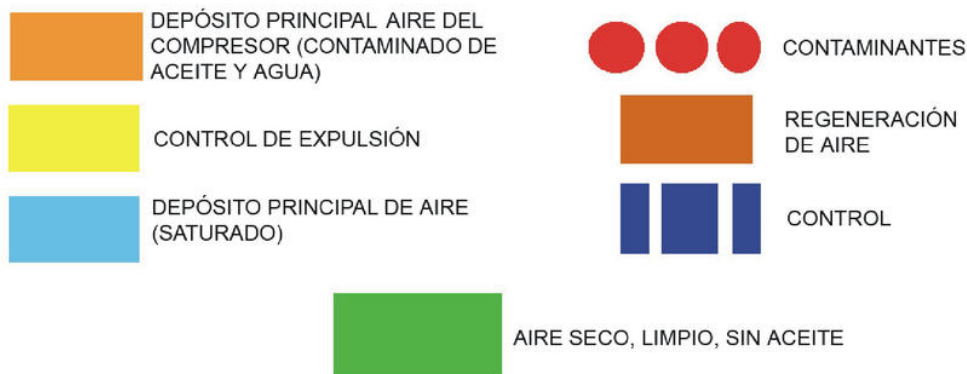 DEPÓSITO PRINCIPAL AIRE DEL
COMPRESOR (CONTAMINADO DE
ACEITE Y AGUA)
CONTROL DE EXPULSIÓN
DEPÓSITO PRINCIPAL DE AIRE
(SATURADO)
CONTAMINANTES
REGENERACIÓN
DE AIRE
CONTROL
AIRE SECO, LIMPIO, SIN ACEITE